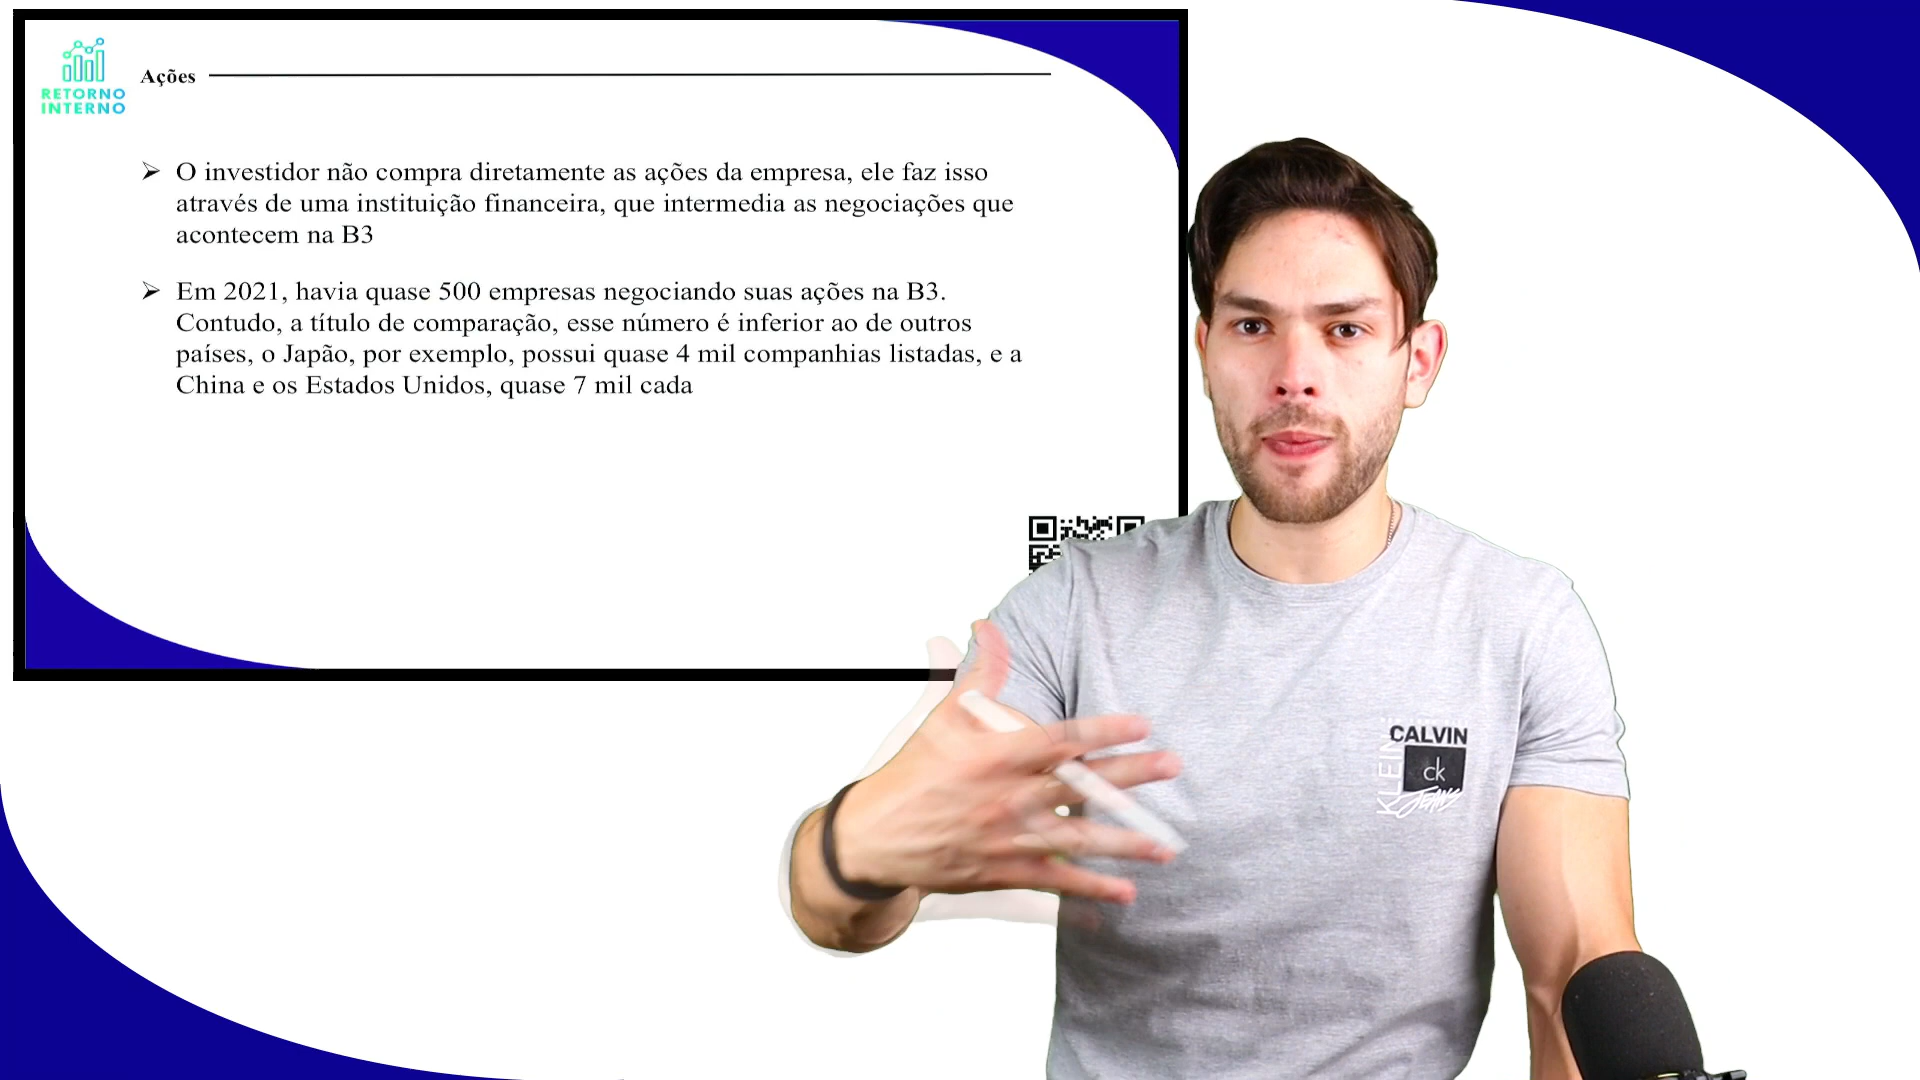 RETORNO
INTERNO
Ações
O investidor não compra diretamente as ações da empresa, ele faz isso
através de uma instituição financeira, que intermedia as negociações que
acontecem na B3
Em 2021, havia quase 500 empresas negociando suas ações na B3.
Contudo, a título de comparação, esse número é inferior ao de outros
países, o Japão, por exemplo, possui quase 4 mil companhias listadas, e a
China e os Estados Unidos, quase 7 mil cada
CALVIN
KLEIN
ck
JEANS